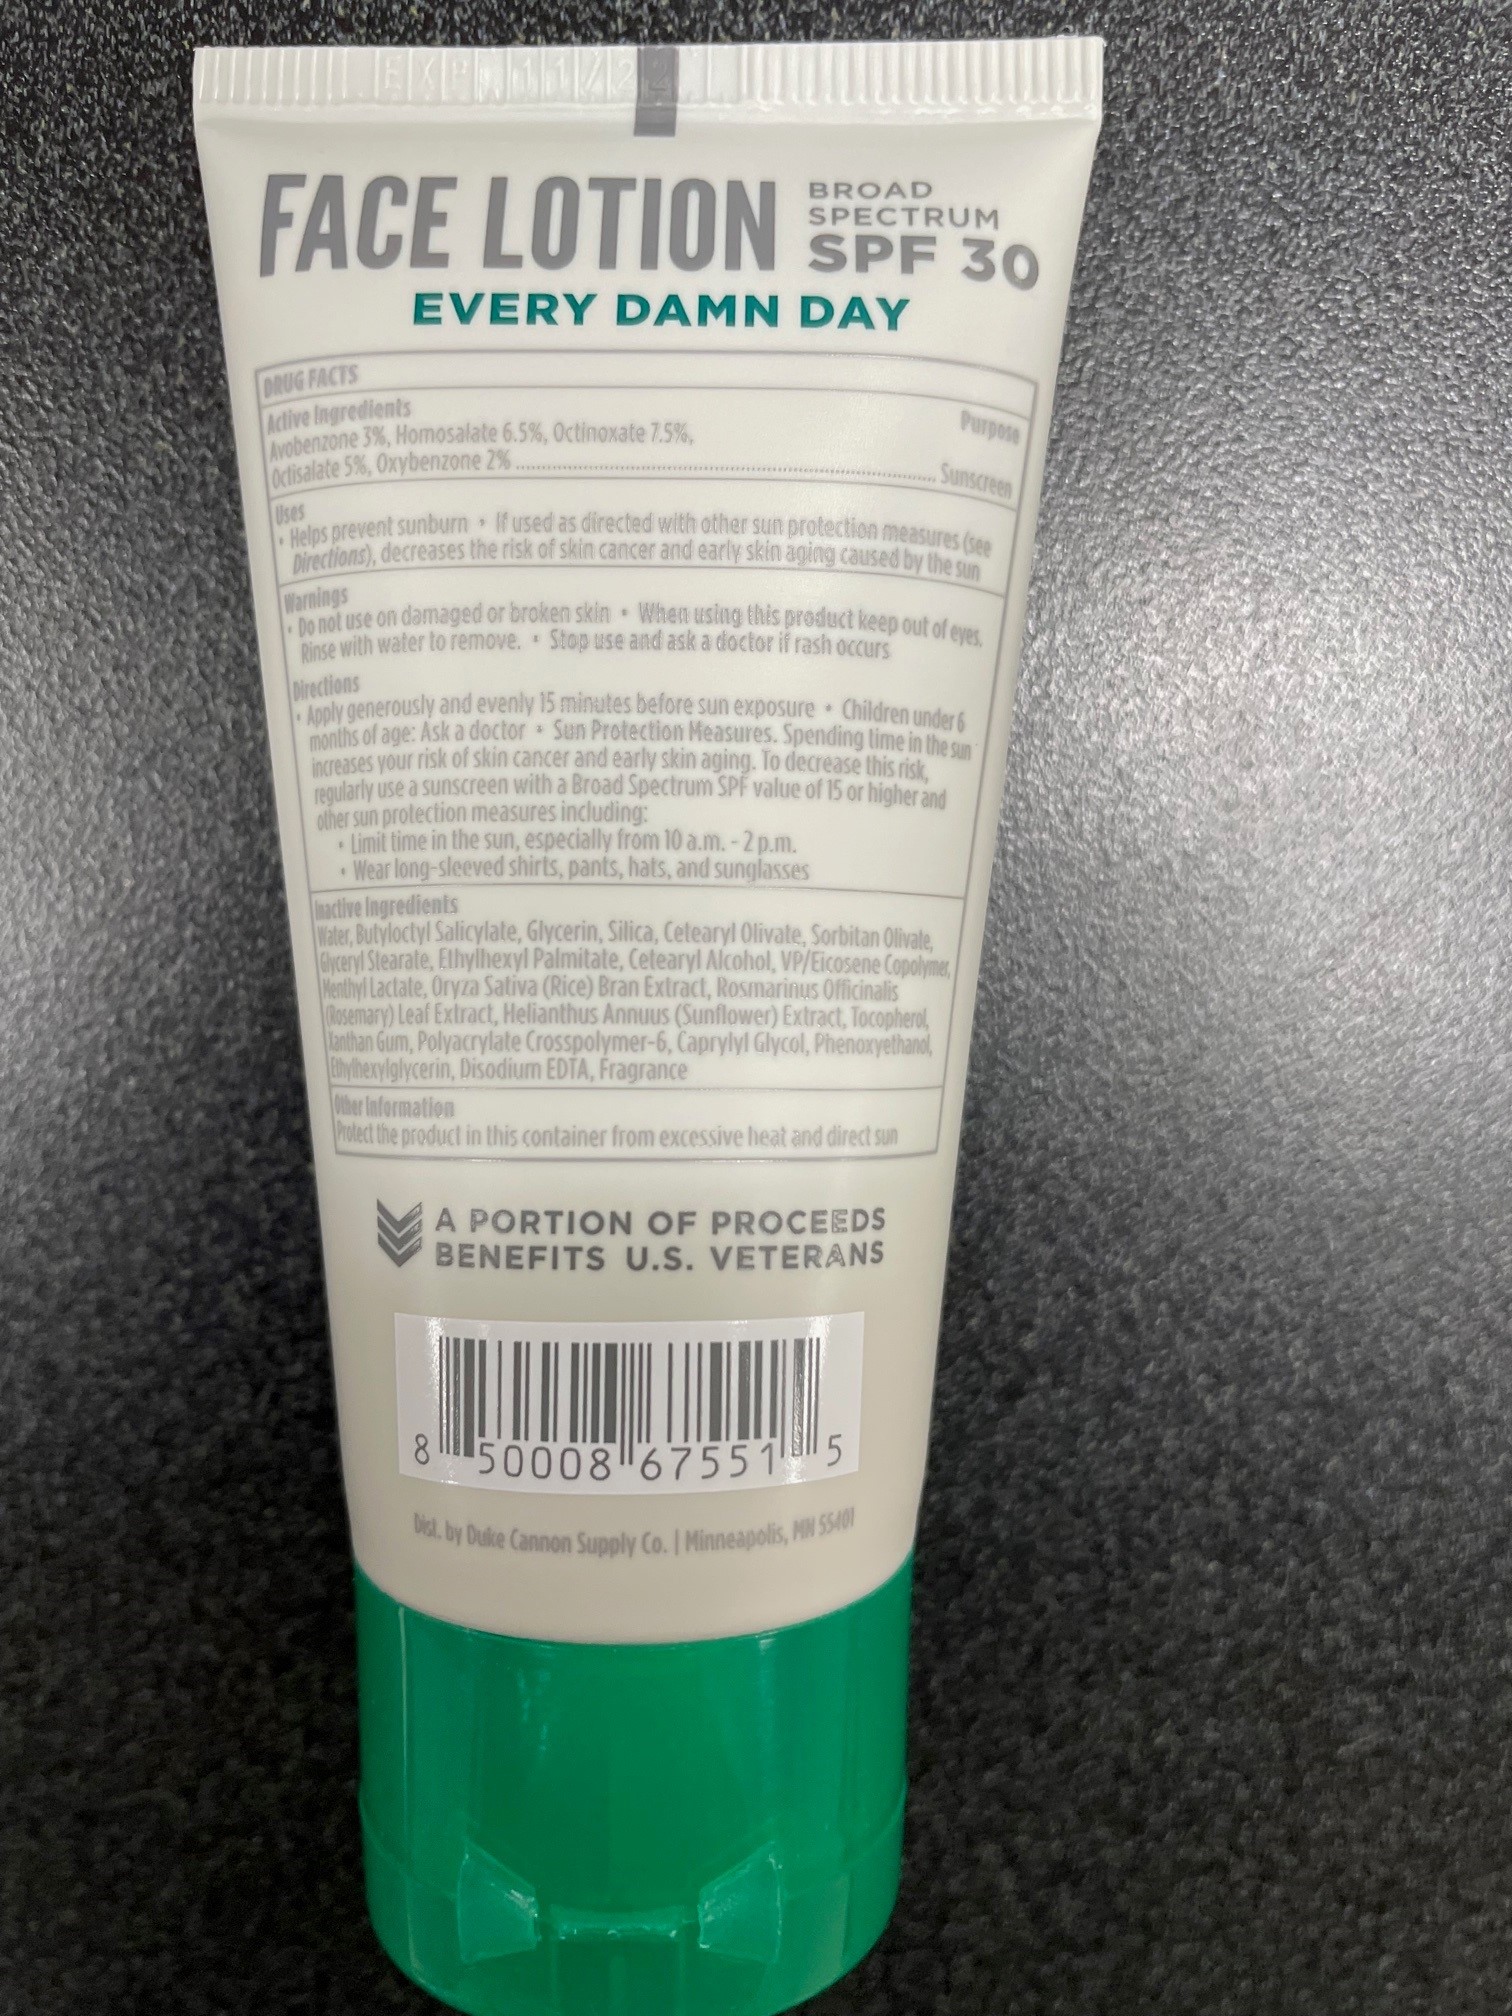 EXP 11/22
FACE LOTION
BROAD
SPECTRUM
SPF 30
EVERY DAMN DAY
DRUG FACTS
Active Ingredients
Purpose
Avobenzone 3%, Homosalate 6.5%, Octinoxate 7.5%,
Octisalate 5%, Oxybenzone 2% ........................................................................................................ Sunscreen
Uses
• Helps prevent sunburn • If used as directed with other sun protection measures (see
Directions), decreases the risk of skin cancer and early skin aging caused by the sun
Warnings
• Do not use on damaged or broken skin • When using this product keep out of eyes.
Rinse with water to remove. • Stop use and ask a doctor if rash occurs
Directions
• Apply generously and evenly 15 minutes before sun exposure • Children under 6
months of age: Ask a doctor • Sun Protection Measures. Spending time in the sun
increases your risk of skin cancer and early skin aging. To decrease this risk,
regularly use a sunscreen with a Broad Spectrum SPF value of 15 or higher and
other sun protection measures including:
• Limit time in the sun, especially from 10 a.m. - 2 p.m.
• Wear long-sleeved shirts, pants, hats, and sunglasses
Inactive Ingredients
Water, Butyloctyl Salicylate, Glycerin, Silica, Cetearyl Olivate, Sorbitan Olivate,
Glyceryl Stearate, Ethylhexyl Palmitate, Cetearyl Alcohol, VP/Eicosene Copolymer,
Menthyl Lactate, Oryza Sativa (Rice) Bran Extract, Rosmarinus Officinalis
(Rosemary) Leaf Extract, Helianthus Annuus (Sunflower) Extract, Tocopherol,
Xanthan Gum, Polyacrylate Crosspolymer-6, Caprylyl Glycol, Phenoxyethanol,
Ethylhexylglycerin, Disodium EDTA, Fragrance
Other Information
Protect the product in this container from excessive heat and direct sun
A PORTION OF PROCEEDS
BENEFITS U.S. VETERANS
8 50008 67551 5
Dist. by Duke Cannon Supply Co. | Minneapolis, MN 55401